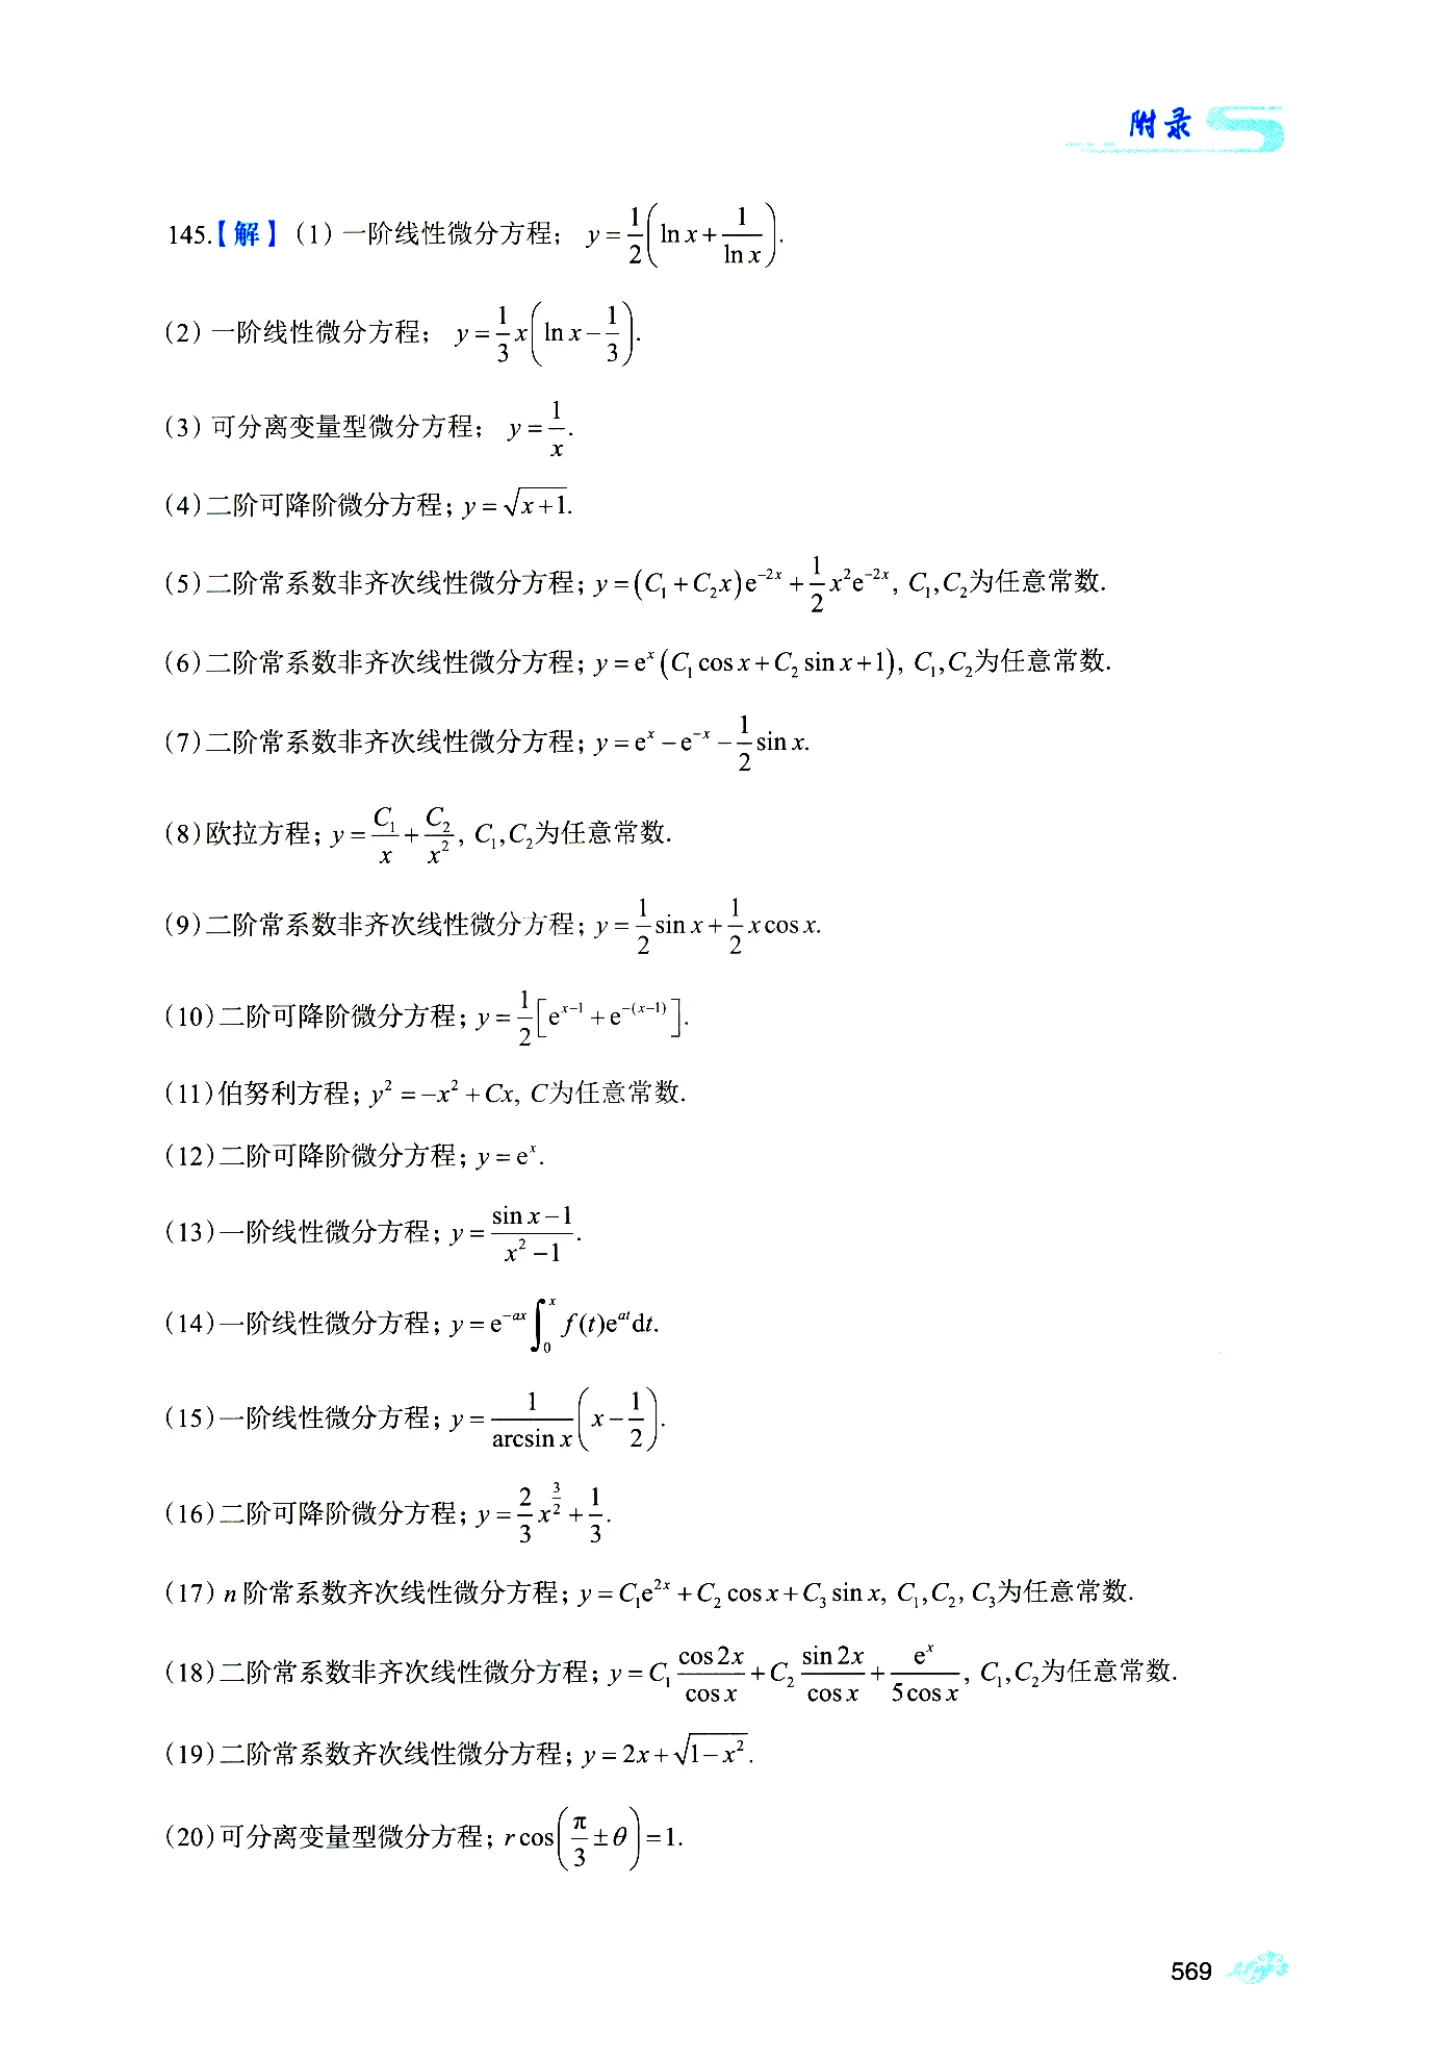 附录
145.【解】(1) 一阶线性微分方程; $y=\frac{1}{2}\left(\ln x+\frac{1}{\ln x}\right)$.
(2) 一阶线性微分方程; $y=\frac{1}{3}x\left(\ln x-\frac{1}{3}\right)$.
(3) 可分离变量型微分方程; $y=\frac{1}{x}$.
(4)二阶可降阶微分方程; $y=\sqrt{x+1}$.
(5)二阶常系数非齐次线性微分方程; $y=(C_1+C_2x)e^{-2x}+\frac{1}{2}x^2e^{-2x}$, $C_1,C_2$为任意常数.
(6)二阶常系数非齐次线性微分方程; $y=e^x(C_1\cos x+C_2\sin x+1)$, $C_1,C_2$为任意常数.
(7)二阶常系数非齐次线性微分方程; $y=e^x-e^{-x}-\frac{1}{2}\sin x$.
(8)欧拉方程; $y=\frac{C_1}{x}+\frac{C_2}{x^2}$, $C_1,C_2$为任意常数.
(9)二阶常系数非齐次线性微分方程; $y=\frac{1}{2}\sin x+\frac{1}{2}x\cos x$.
(10)二阶可降阶微分方程; $y=\frac{1}{2}\left[e^{x-1}+e^{-(x-1)}\right]$.
(11)伯努利方程; $y^2=-x^2+Cx$, $C$为任意常数.
(12)二阶可降阶微分方程; $y=e^x$.
(13)一阶线性微分方程; $y=\frac{\sin x-1}{x^2-1}$.
(14)一阶线性微分方程; $y=e^{-ax}\int_0^x f(t)e^{at}dt$.
(15)一阶线性微分方程; $y=\frac{1}{\arcsin x}\left(x-\frac{1}{2}\right)$.
(16)二阶可降阶微分方程; $y=\frac{2}{3}x^{\frac{3}{2}}+\frac{1}{3}$.
(17) $n$ 阶常系数齐次线性微分方程; $y=C_1e^{2x}+C_2\cos x+C_3\sin x$, $C_1,C_2,C_3$为任意常数.
(18)二阶常系数非齐次线性微分方程; $y=C_1\frac{\cos 2x}{\cos x}+C_2\frac{\sin 2x}{\cos x}+\frac{e^x}{5\cos x}$, $C_1,C_2$为任意常数.
(19)二阶常系数齐次线性微分方程; $y=2x+\sqrt{1-x^2}$.
(20)可分离变量型微分方程; $r\cos\left(\frac{\pi}{3}\pm\theta\right)=1$.
569